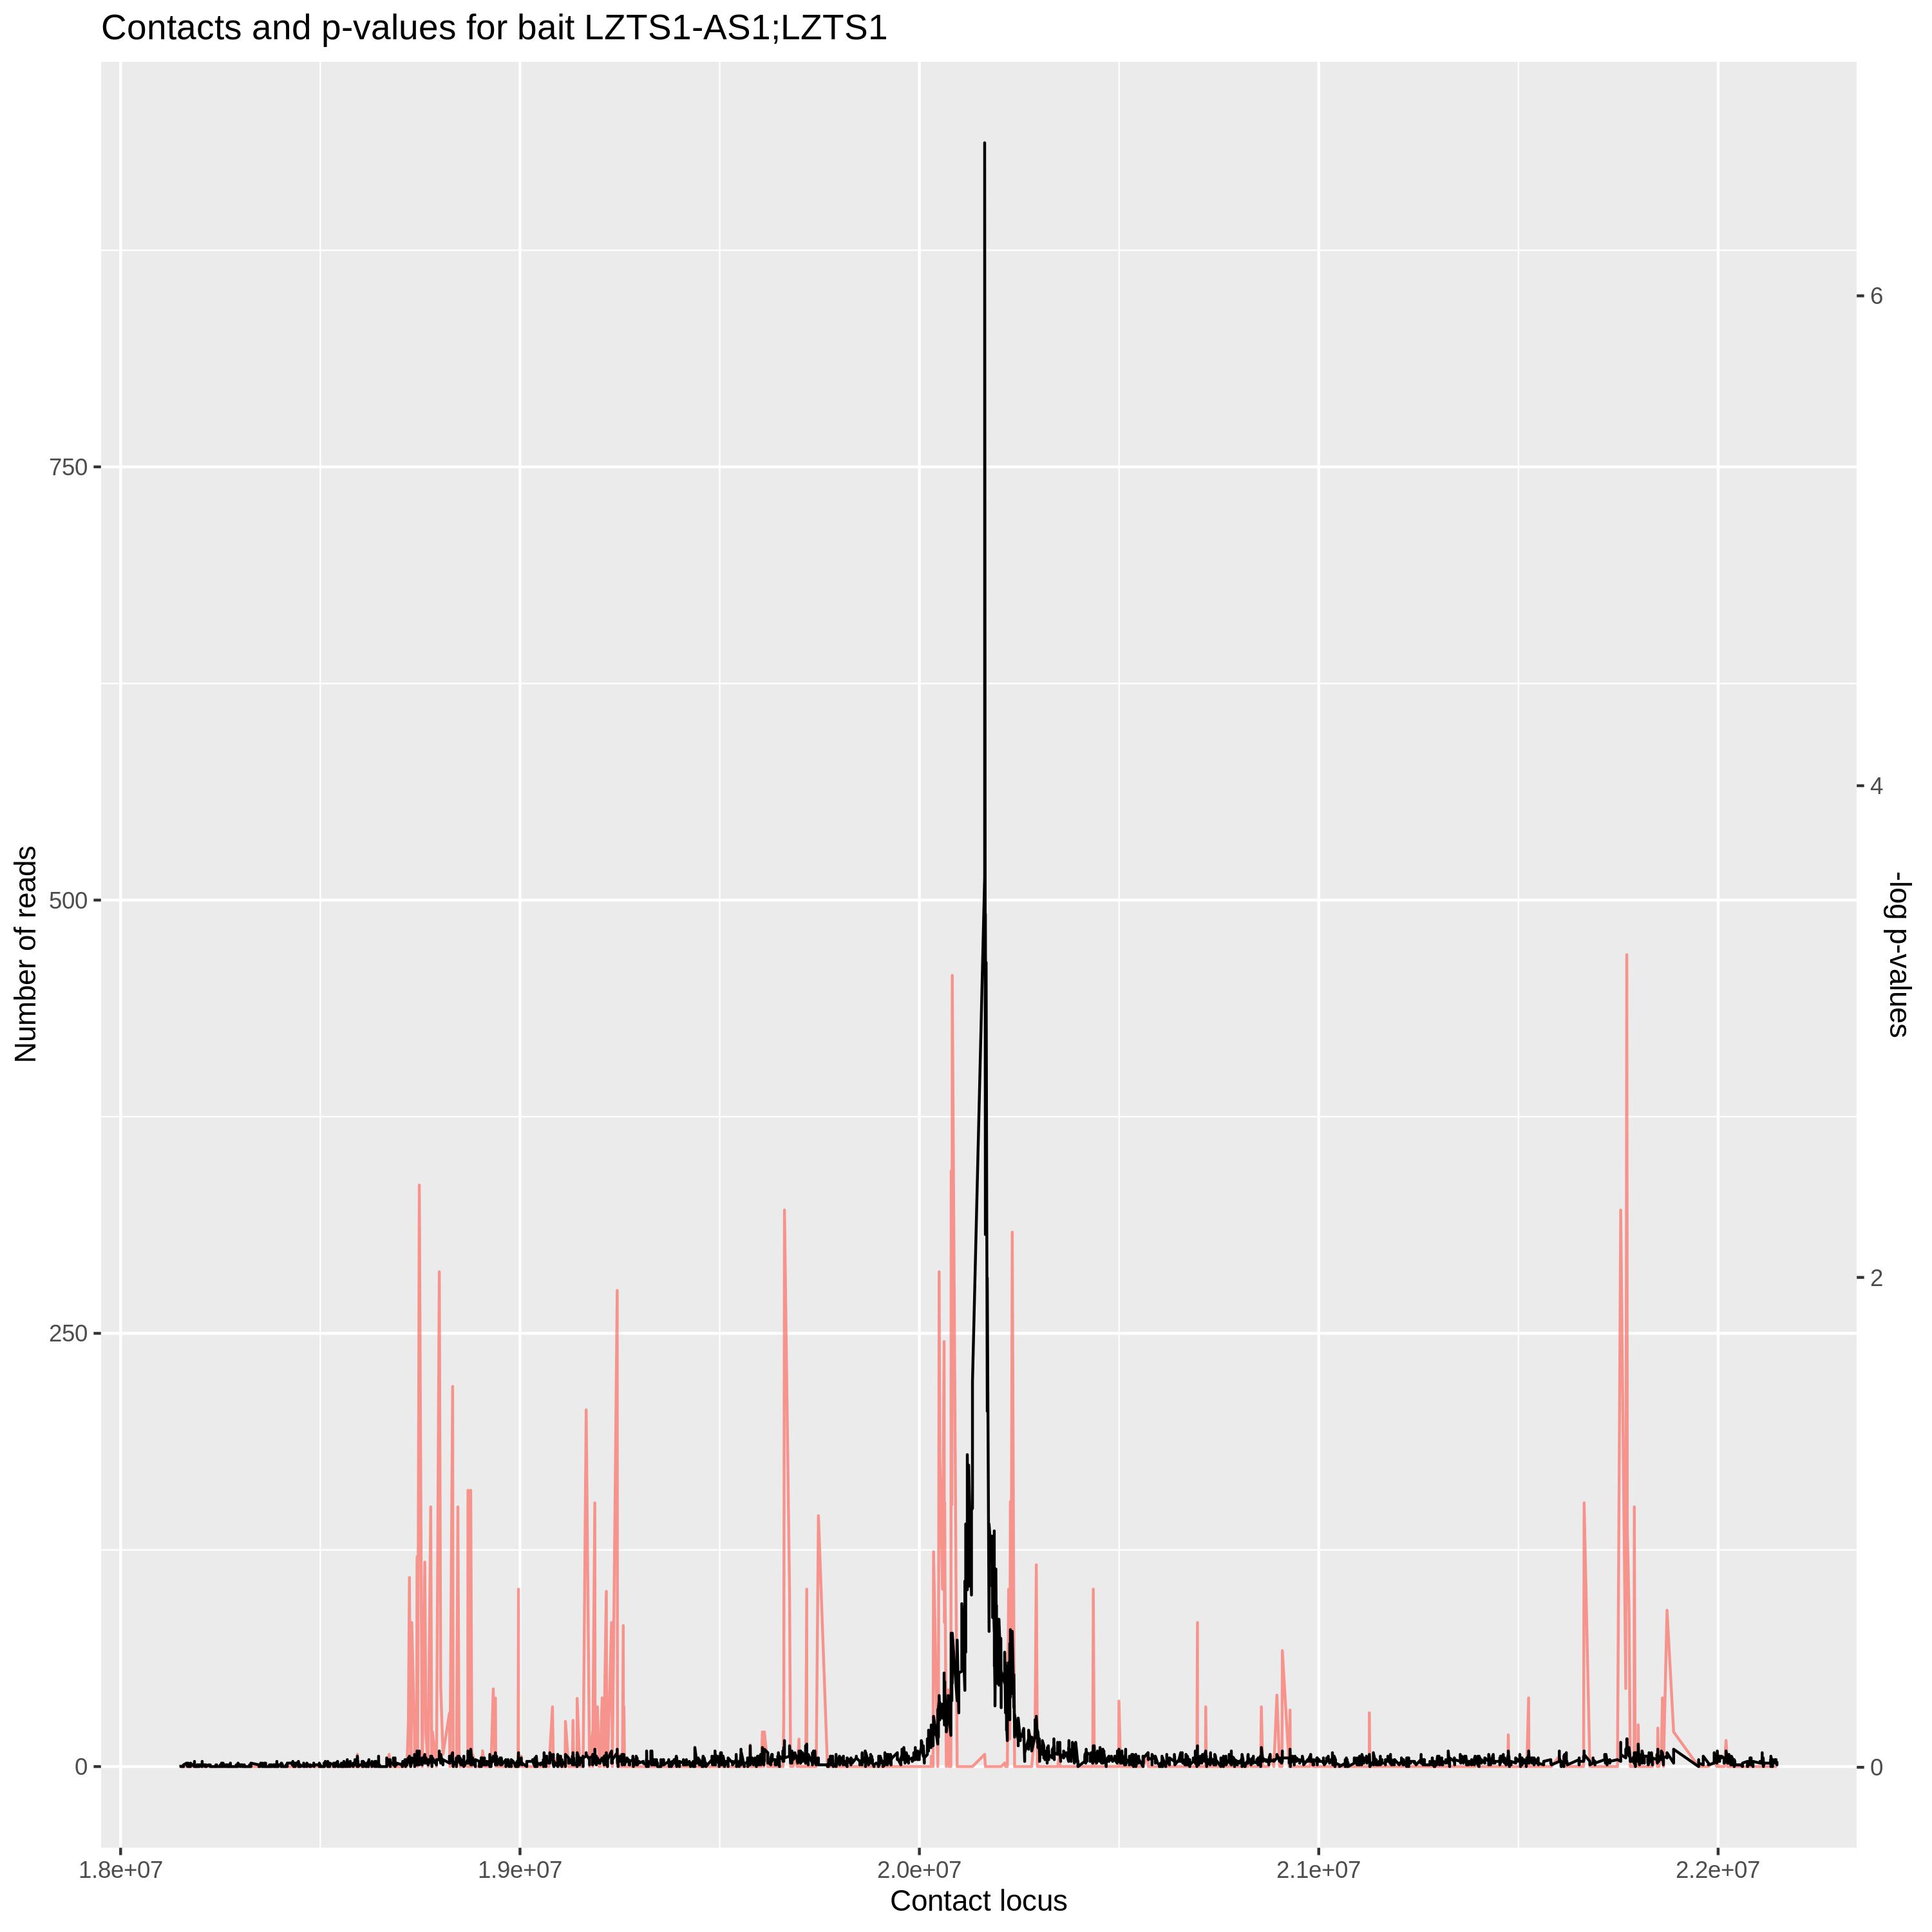 Contacts and p-values for bait LZTS1-AS1;LZTS1
Number of reads
750
500
250
0
6
4
2
0
-log p-values
1.8e+07 1.9e+07 2.0e+07 2.1e+07 2.2e+07
Contact locus